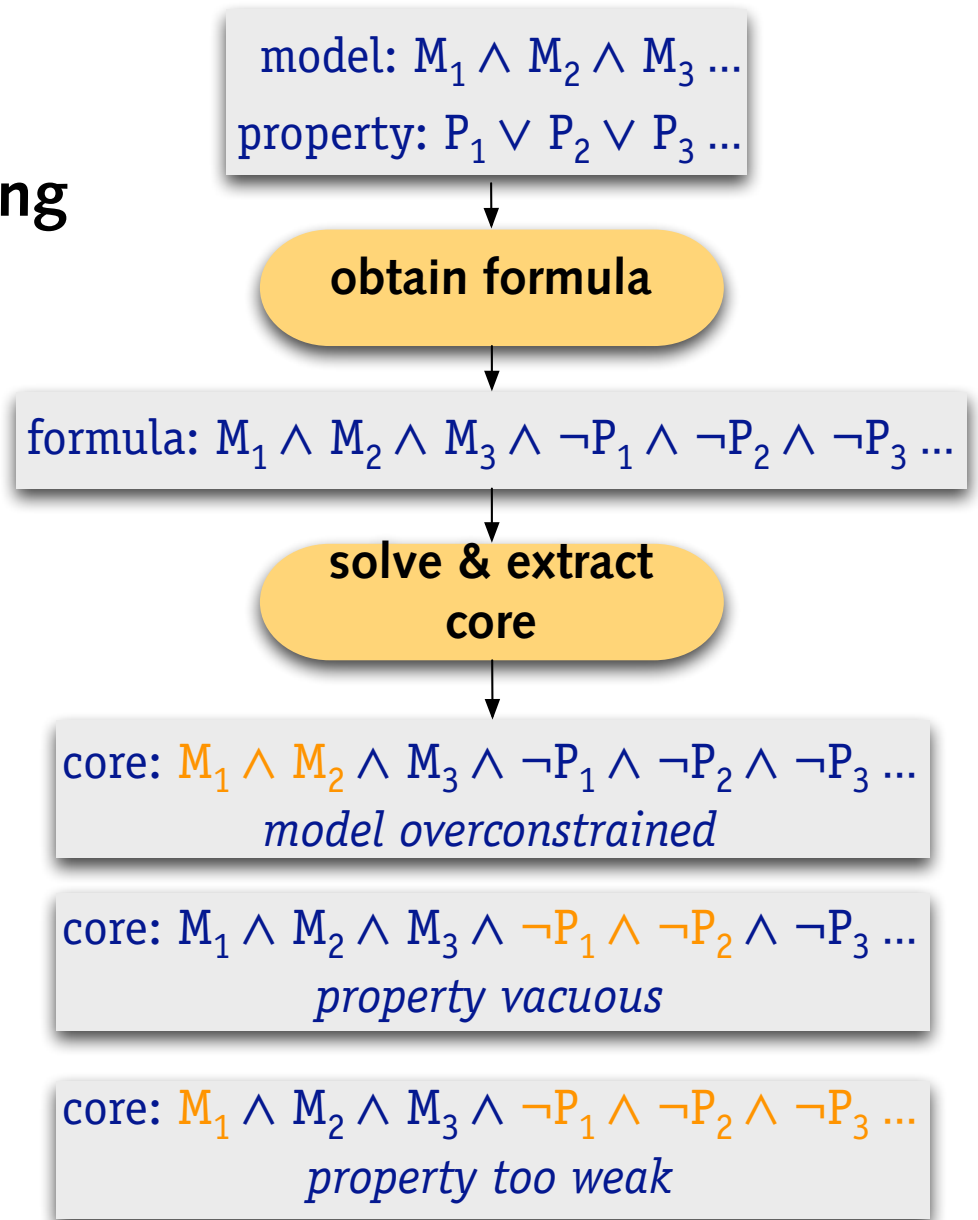 model: M₁ ∧ M₂ ∧ M₃ ...
property: P₁ ∨ P₂ ∨ P₃ ...
ng
obtain formula
formula: M₁ ∧ M₂ ∧ M₃ ∧ ¬P₁ ∧ ¬P₂ ∧ ¬P₃ ...
solve & extract
core
core: M₁ ∧ M₂ ∧ M₃ ∧ ¬P₁ ∧ ¬P₂ ∧ ¬P₃ ...
model overconstrained
core: M₁ ∧ M₂ ∧ M₃ ∧ ¬P₁ ∧ ¬P₂ ∧ ¬P₃ ...
property vacuous
core: M₁ ∧ M₂ ∧ M₃ ∧ ¬P₁ ∧ ¬P₂ ∧ ¬P₃ ...
property too weak